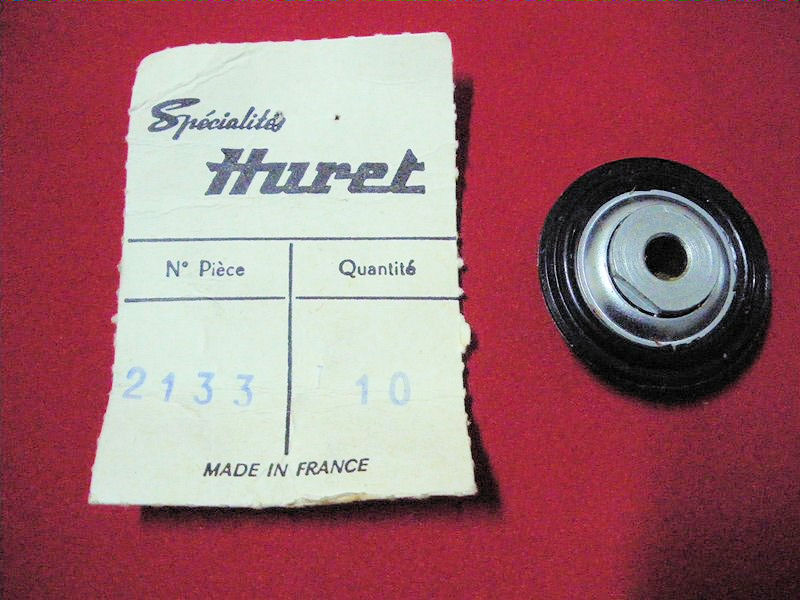 Spécialités
Huret
N° Pièce Quantité
2133 10
MADE IN FRANCE